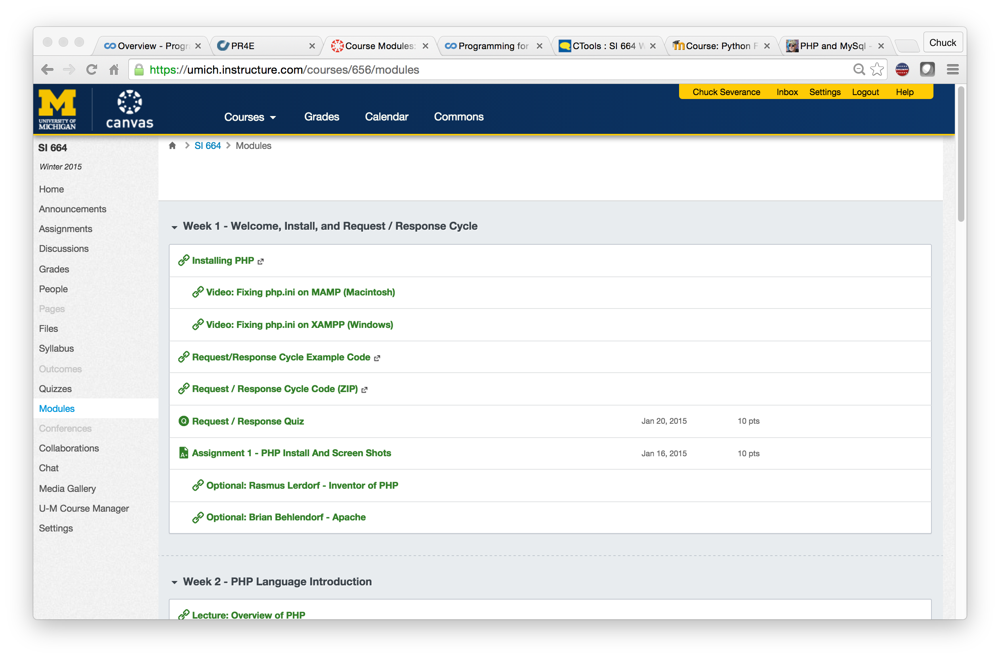 Overview - Progra
PR4E
Course Modules:
Programming for
CTools : SI 664 W
Course: Python F
PHP and MySql -
Chuck
https://umich.instructure.com/courses/656/modules
DRUMPF
Chuck Severance Inbox Settings Logout Help
M
UNIVERSITY OF
MICHIGAN
canvas
Courses Grades Calendar Commons
SI 664
Winter 2015
Home
Announcements
Assignments
Discussions
Grades
People
Pages
Files
Syllabus
Outcomes
Quizzes
Modules
Conferences
Collaborations
Chat
Media Gallery
U-M Course Manager
Settings
SI 664 > Modules
Week 1 - Welcome, Install, and Request / Response Cycle
Installing PHP
Video: Fixing php.ini on MAMP (Macintosh)
Video: Fixing php.ini on XAMPP (Windows)
Request/Response Cycle Example Code
Request / Response Cycle Code (ZIP)
Q Request / Response Quiz Jan 20, 2015 10 pts
A+ Assignment 1 - PHP Install And Screen Shots Jan 16, 2015 10 pts
Optional: Rasmus Lerdorf - Inventor of PHP
Optional: Brian Behlendorf - Apache
Week 2 - PHP Language Introduction
Lecture: Overview of PHP